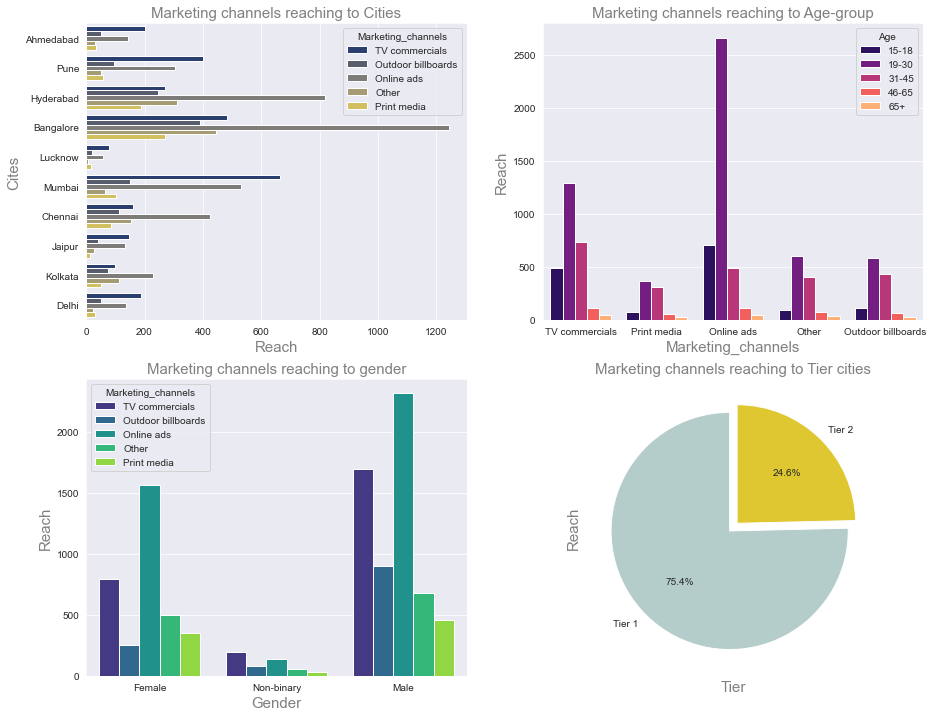 Marketing channels reaching to Cities
Cites
Ahmedabad
Pune
Hyderabad
Bangalore
Lucknow
Mumbai
Chennai
Jaipur
Kolkata
Delhi
Marketing_channels
TV commercials
Outdoor billboards
Online ads
Other
Print media
0 200 400 600 800 1000 1200
Reach
Marketing channels reaching to Age-group
Reach
2500
2000
1500
1000
500
0
Age
15-18
19-30
31-45
46-65
65+
TV commercials Print media Online ads Other Outdoor billboards
Marketing_channels
Marketing channels reaching to gender
Reach
2000
1500
1000
500
0
Marketing_channels
TV commercials
Outdoor billboards
Online ads
Other
Print media
Female Non-binary Male
Gender
Marketing channels reaching to Tier cities
Reach
Tier 2
24.6%
75.4%
Tier 1
Tier